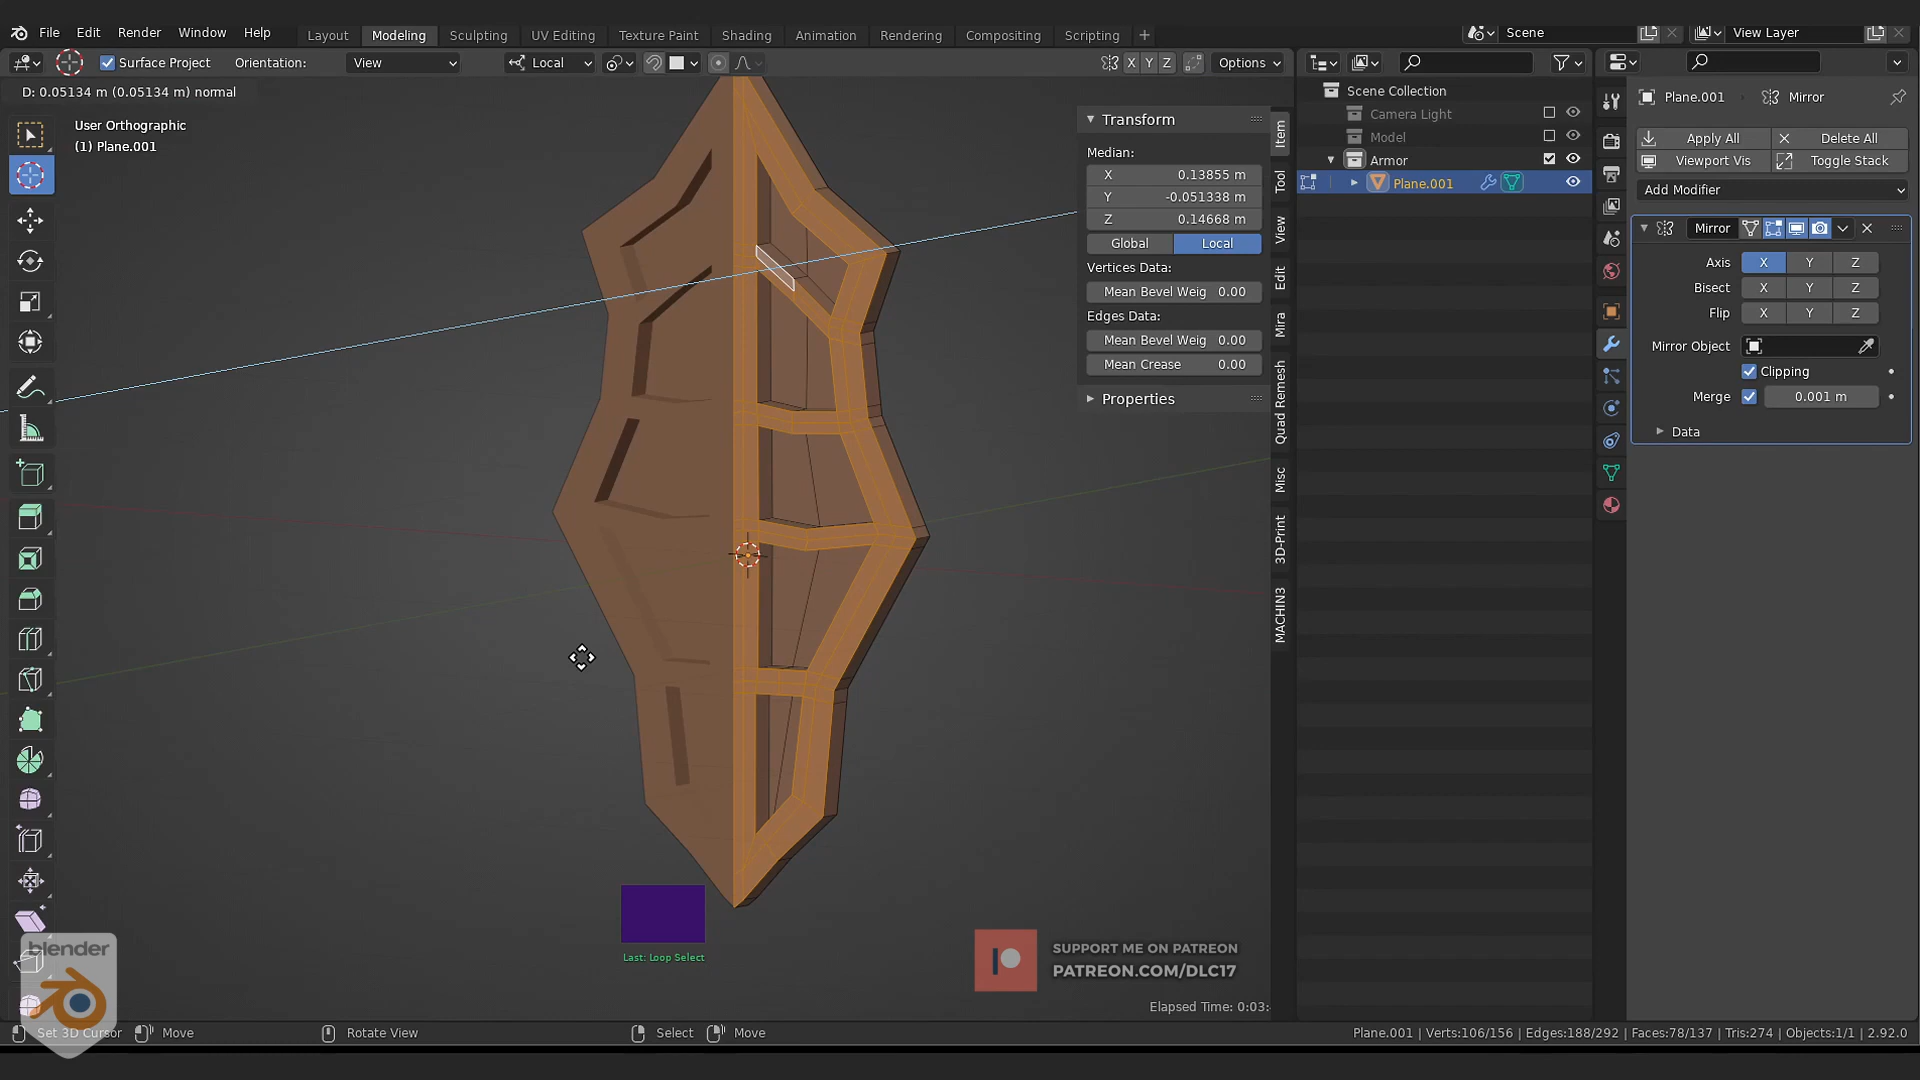 File Edit Render Window Help
Layout Modeling Sculpting UV Editing Texture Paint Shading Animation Rendering Compositing Scripting +
Scene
View Layer
Surface Project Orientation: View Local X Y Z Options
D: 0.05134 m (0.05134 m) normal
User Orthographic
(1) Plane.001
Transform
Median:
X 0.13855 m
Y -0.051338 m
Z 0.14668 m
Global Local
Vertices Data:
Mean Bevel Weig 0.00
Edges Data:
Mean Bevel Weig 0.00
Mean Crease 0.00
Properties
Item
Tool
View
Edit
Mira
Quad Remesh
Misc
3D-Print
MACHIN3
Scene Collection
Camera Light
Model
Armor
Plane.001
Plane.001 Mirror
Apply All Delete All
Viewport Vis Toggle Stack
Add Modifier
Mirror
Axis X Y Z
Bisect X Y Z
Flip X Y Z
Mirror Object
Clipping
Merge 0.001 m
Data
Last: Loop Select
blender
SUPPORT ME ON PATREON
PATREON.COM/DLC17
Elapsed Time: 0:03:
Set 3D Cursor Move Rotate View Select Move
Plane.001 | Verts:106/156 | Edges:188/292 | Faces:78/137 | Tris:274 | Objects:1/1 | 2.92.0